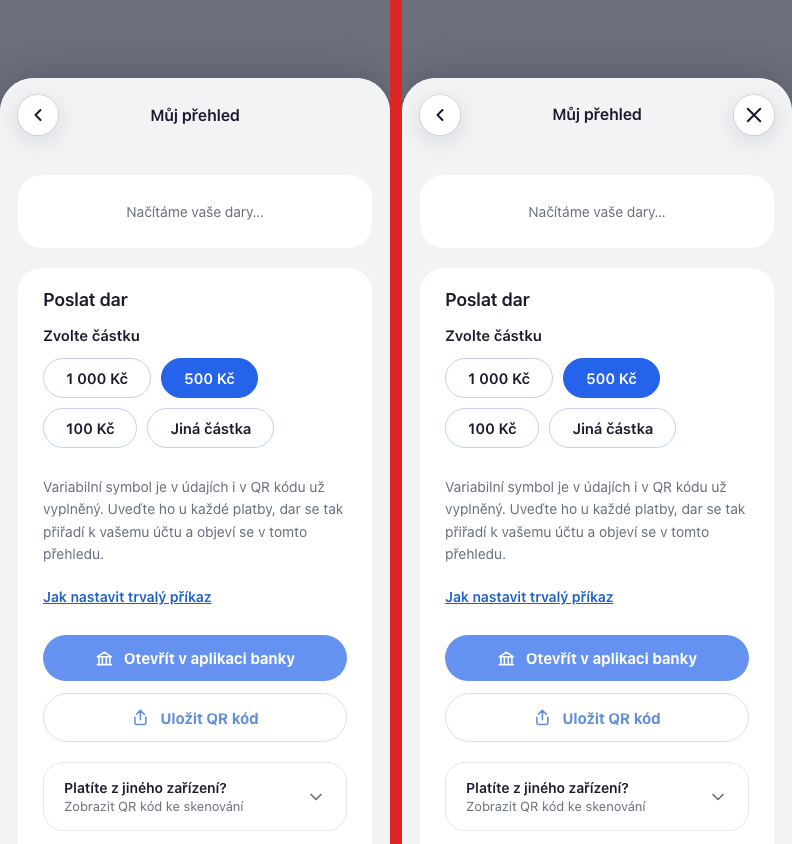 Můj přehled
Načítáme vaše dary...
Poslat dar
Zvolte částku
1 000 Kč
500 Kč
100 Kč
Jiná částka
Variabilní symbol je v údajích i v QR kódu už
vyplněný. Uveďte ho u každé platby, dar se tak
přiřadí k vašemu účtu a objeví se v tomto
přehledu.
Jak nastavit trvalý příkaz
Otevřít v aplikaci banky
Uložit QR kód
Platíte z jiného zařízení?
Zobrazit QR kód ke skenování
Můj přehled
Načítáme vaše dary...
Poslat dar
Zvolte částku
1 000 Kč
500 Kč
100 Kč
Jiná částka
Variabilní symbol je v údajích i v QR kódu už
vyplněný. Uveďte ho u každé platby, dar se tak
přiřadí k vašemu účtu a objeví se v tomto
přehledu.
Jak nastavit trvalý příkaz
Otevřít v aplikaci banky
Uložit QR kód
Platíte z jiného zařízení?
Zobrazit QR kód ke skenování